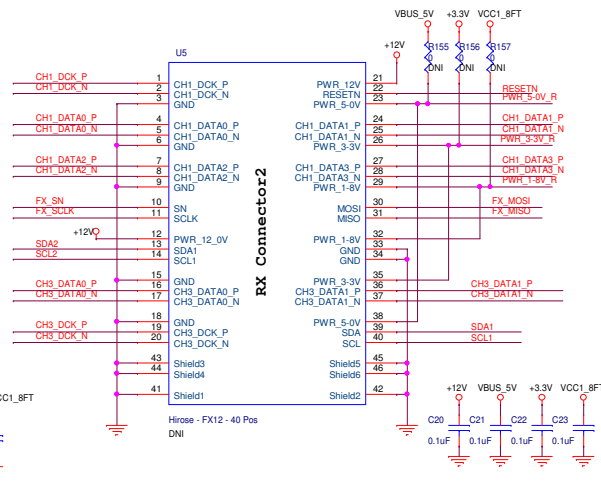 VBUS_5V +3.3V VCC1_8FT
+12V
R155 R156 R157
0 0 0
DNI DNI DNI
U5
CH1_DCK_P 1 CH1_DCK_P PWR_12V 21
CH1_DCK_N 2 CH1_DCK_N RESETN 22 RESETN
3 GND PWR_5-0V 23 PWR_5-0V_R
CH1_DATA0_P 4 CH1_DATA0_P CH1_DATA1_P 24 CH1_DATA1_P
CH1_DATA0_N 5 CH1_DATA0_N CH1_DATA1_N 25 CH1_DATA1_N
6 GND PWR_3-3V 26 PWR_3-3V_R
CH1_DATA2_P 7 CH1_DATA2_P CH1_DATA3_P 27 CH1_DATA3_P
CH1_DATA2_N 8 CH1_DATA2_N CH1_DATA3_N 28 CH1_DATA3_N
9 GND PWR_1-8V 29 PWR_1-8V_R
FX_SN 10 SN MOSI 30 FX_MOSI
FX_SCLK 11 SCLK MISO 31 FX_MISO
+12V 12 PWR_12_0V PWR_1-8V 32
SDA2 13 SDA1 GND 33
SCL2 14 SCL1 GND 34
15 GND PWR_3-3V 35
CH3_DATA0_P 16 CH3_DATA0_P CH3_DATA1_P 36 CH3_DATA1_P
CH3_DATA0_N 17 CH3_DATA0_N CH3_DATA1_N 37 CH3_DATA1_N
18 GND PWR_5-0V 38
CH3_DCK_P 19 CH3_DCK_P SDA 39 SDA1
CH3_DCK_N 20 CH3_DCK_N SCL 40 SCL1
43 Shield3 Shield5 45
44 Shield4 Shield6 46
41 Shield1 Shield2 42
RX Connector2
Hirose - FX12 - 40 Pos
DNI
CC1_8FT
+12V VBUS_5V +3.3V VCC1_8FT
C20 C21 C22 C23
0.1uF 0.1uF 0.1uF 0.1uF